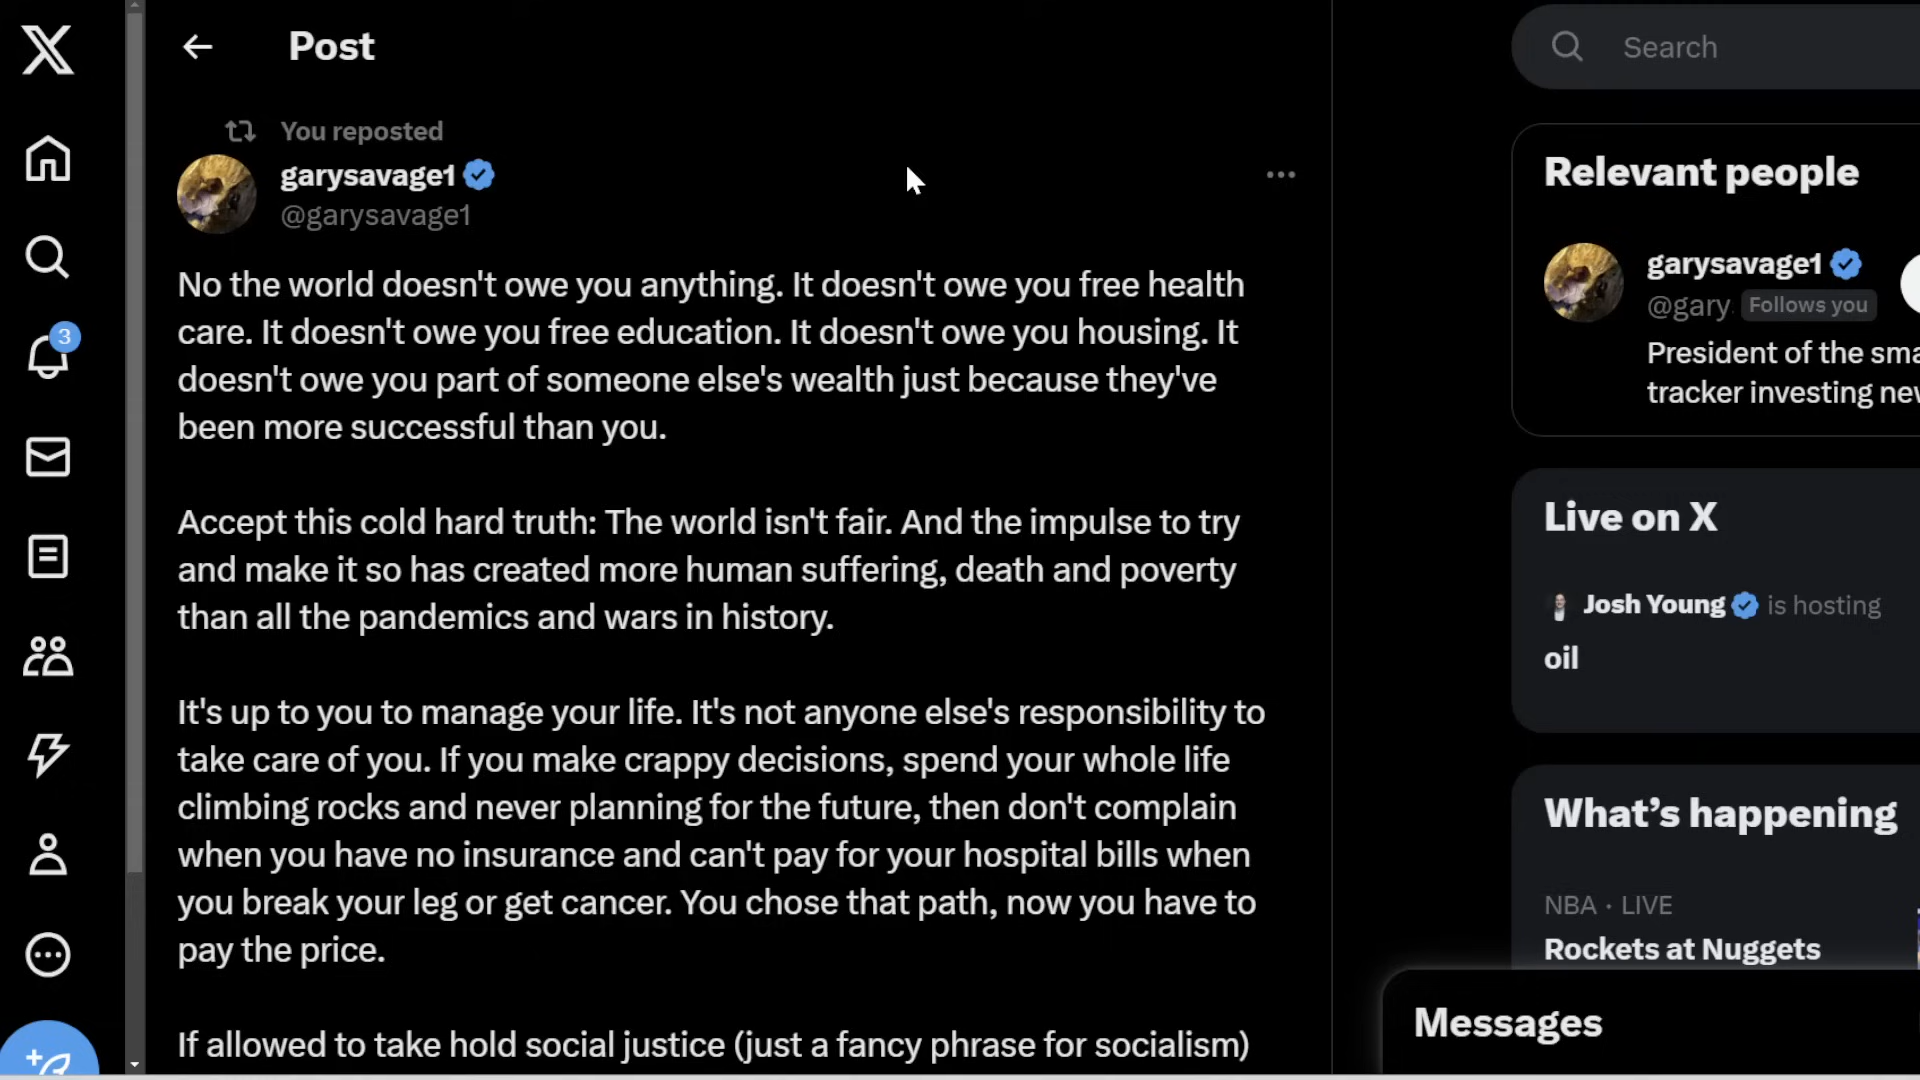 Post
Search
You reposted
garysavage1
@garysavage1
No the world doesn't owe you anything. It doesn't owe you free health
care. It doesn't owe you free education. It doesn't owe you housing. It
doesn't owe you part of someone else's wealth just because they've
been more successful than you.
Accept this cold hard truth: The world isn't fair. And the impulse to try
and make it so has created more human suffering, death and poverty
than all the pandemics and wars in history.
It's up to you to manage your life. It's not anyone else's responsibility to
take care of you. If you make crappy decisions, spend your whole life
climbing rocks and never planning for the future, then don't complain
when you have no insurance and can't pay for your hospital bills when
you break your leg or get cancer. You chose that path, now you have to
pay the price.
If allowed to take hold social justice (just a fancy phrase for socialism)
3
Relevant people
garysavage1
@gary. Follows you
President of the sma
tracker investing new
Live on X
Josh Young is hosting
oil
What's happening
NBA · LIVE
Rockets at Nuggets
Messages